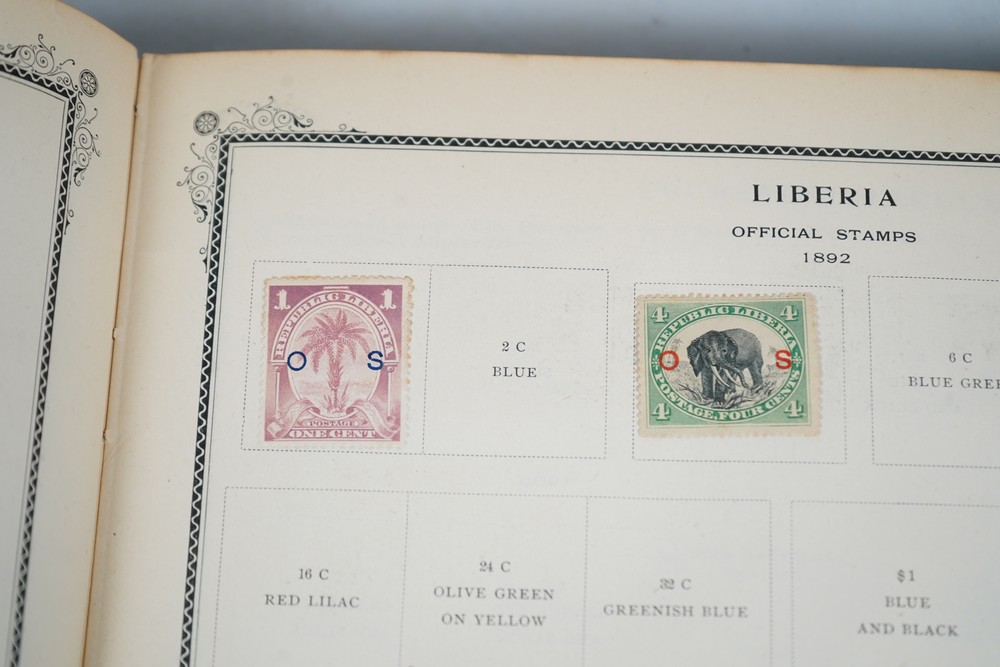 LIBERIA
OFFICIAL STAMPS
1892
1 1
REPUBLIC LIBERIA
O S
POSTAGE
ONE CENT
2 C
BLUE
4 4
REPUBLIC LIBERIA
O S
POSTAGE, FOUR CENTS
4 4
6 C
BLUE
16 C
RED LILAC
24 C
OLIVE GREEN
ON YELLOW
32 C
GREENISH BLUE
$1
BLUE
AND BLACK